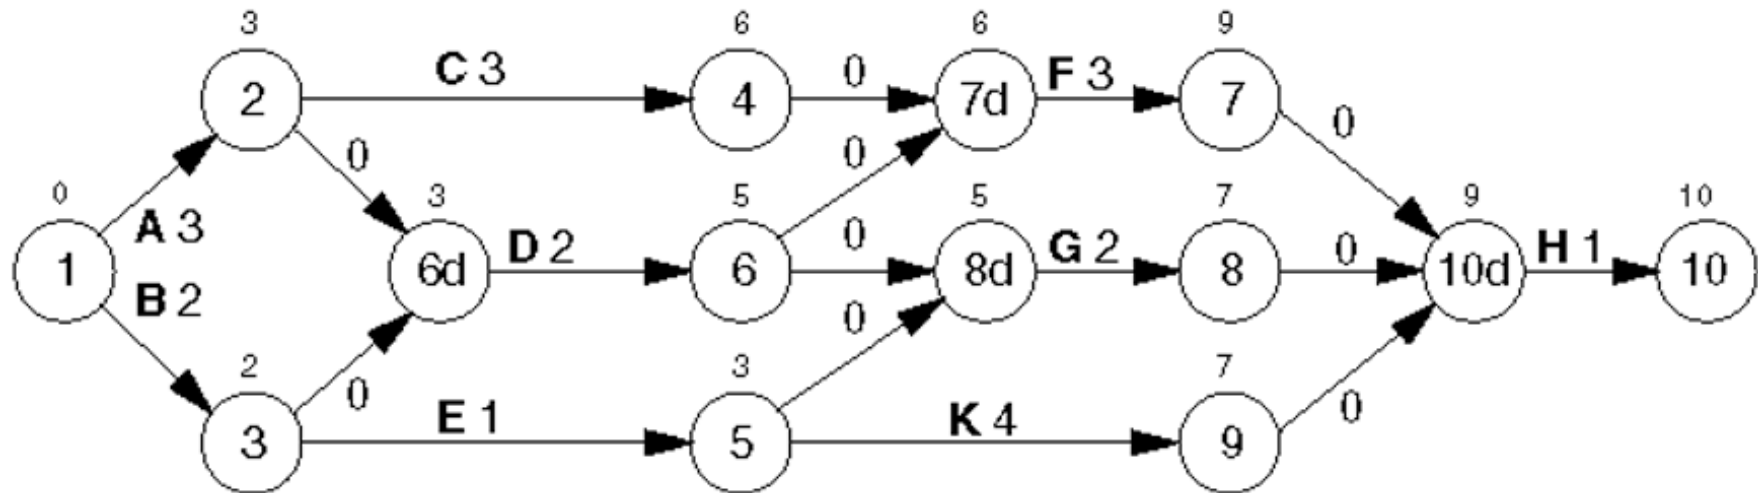 3 6 6 9
C 3 0 F 3
2 4 7d 7
0 0 0
0 3 5 5 7 9 10
A 3 D 2 0 G 2 0 H 1
1 6d 6 8d 8 10d 10
B 2 0
2 3 7
0 E 1 K 4 0
3 5 9